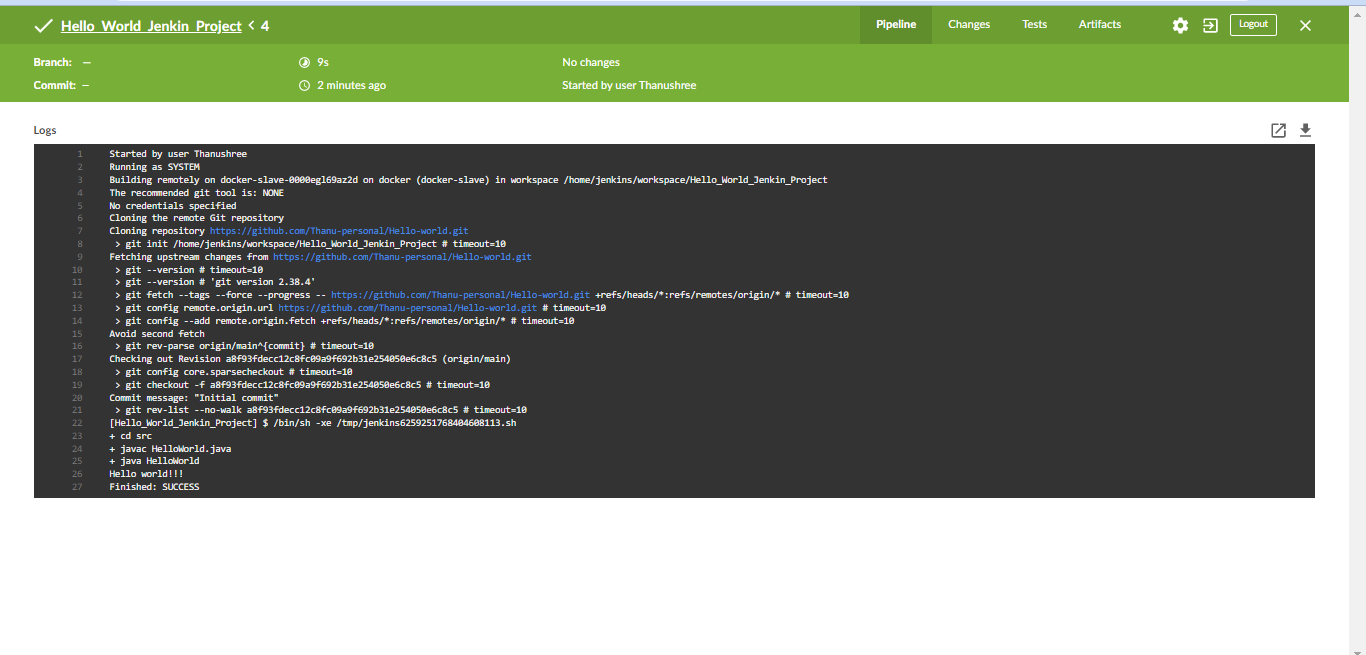 Hello_World_Jenkin_Project < 4
Pipeline Changes Tests Artifacts Logout
Branch: — 9s No changes
Commit: — 2 minutes ago Started by user Thanushree
Logs
1 Started by user Thanushree
2 Running as SYSTEM
3 Building remotely on docker-slave-0000egl69az2d on docker (docker-slave) in workspace /home/jenkins/workspace/Hello_World_Jenkin_Project
4 The recommended git tool is: NONE
5 No credentials specified
6 Cloning the remote Git repository
7 Cloning repository https://github.com/Thanu-personal/Hello-world.git
8 > git init /home/jenkins/workspace/Hello_World_Jenkin_Project # timeout=10
9 Fetching upstream changes from https://github.com/Thanu-personal/Hello-world.git
10 > git --version # timeout=10
11 > git --version # 'git version 2.38.4'
12 > git fetch --tags --force --progress -- https://github.com/Thanu-personal/Hello-world.git +refs/heads/*:refs/remotes/origin/* # timeout=10
13 > git config remote.origin.url https://github.com/Thanu-personal/Hello-world.git # timeout=10
14 > git config --add remote.origin.fetch +refs/heads/*:refs/remotes/origin/* # timeout=10
15 Avoid second fetch
16 > git rev-parse origin/main^{commit} # timeout=10
17 Checking out Revision a8f93fdecc12c8fc09a9f692b31e254050e6c8c5 (origin/main)
18 > git config core.sparsecheckout # timeout=10
19 > git checkout -f a8f93fdecc12c8fc09a9f692b31e254050e6c8c5 # timeout=10
20 Commit message: "Initial commit"
21 > git rev-list --no-walk a8f93fdecc12c8fc09a9f692b31e254050e6c8c5 # timeout=10
22 [Hello_World_Jenkin_Project] $ /bin/sh -xe /tmp/jenkins6259251768404608113.sh
23 + cd src
24 + javac HelloWorld.java
25 + java HelloWorld
26 Hello world!!!
27 Finished: SUCCESS